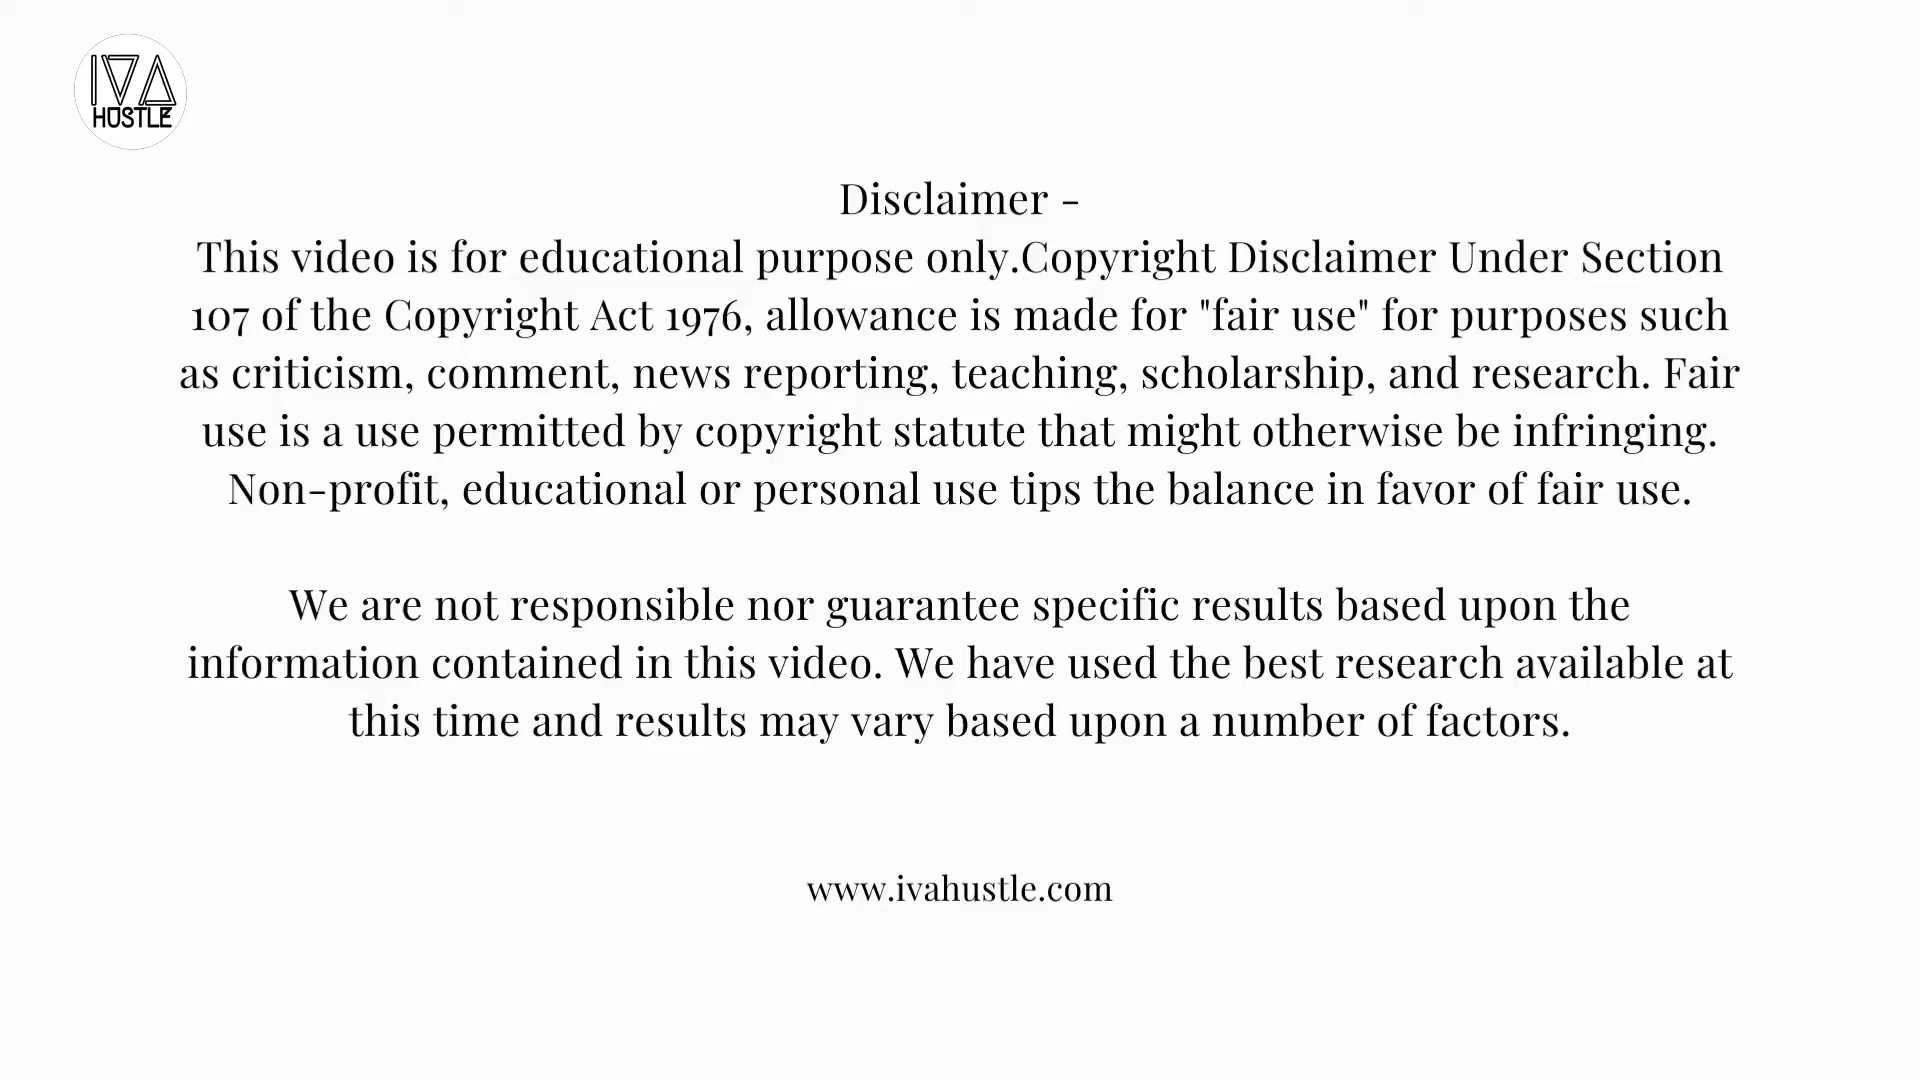 IVA
HUSTLE
Disclaimer -
This video is for educational purpose only.Copyright Disclaimer Under Section
107 of the Copyright Act 1976, allowance is made for "fair use" for purposes such
as criticism, comment, news reporting, teaching, scholarship, and research. Fair
use is a use permitted by copyright statute that might otherwise be infringing.
Non-profit, educational or personal use tips the balance in favor of fair use.
We are not responsible nor guarantee specific results based upon the
information contained in this video. We have used the best research available at
this time and results may vary based upon a number of factors.
www.ivahustle.com